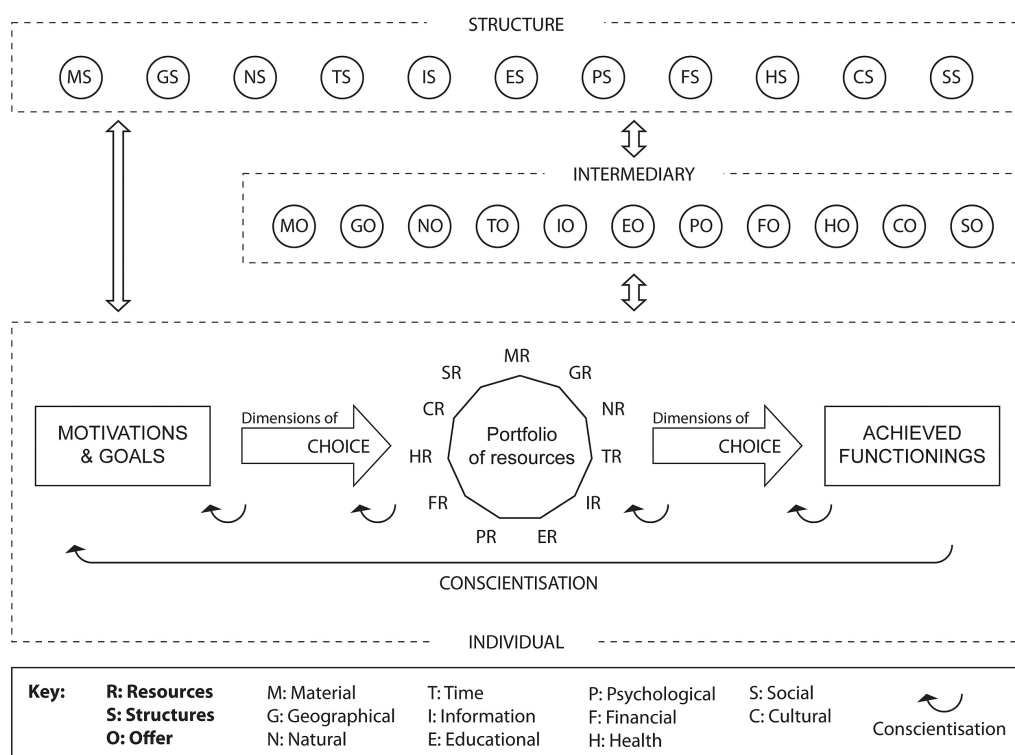 STRUCTURE
MS GS NS TS IS ES PS FS HS CS SS
INTERMEDIARY
MO GO NO TO IO EO PO FO HO CO SO
MOTIVATIONS
& GOALS
Dimensions of
CHOICE
MR
GR
NR
TR
IR
ER
PR
FR
HR
CR
SR
Portfolio
of resources
Dimensions of
CHOICE
ACHIEVED
FUNCTIONINGS
CONSCIENTISATION
INDIVIDUAL
Key:
R: Resources
S: Structures
O: Offer
M: Material
G: Geographical
N: Natural
T: Time
I: Information
E: Educational
P: Psychological
F: Financial
H: Health
S: Social
C: Cultural
Conscientisation